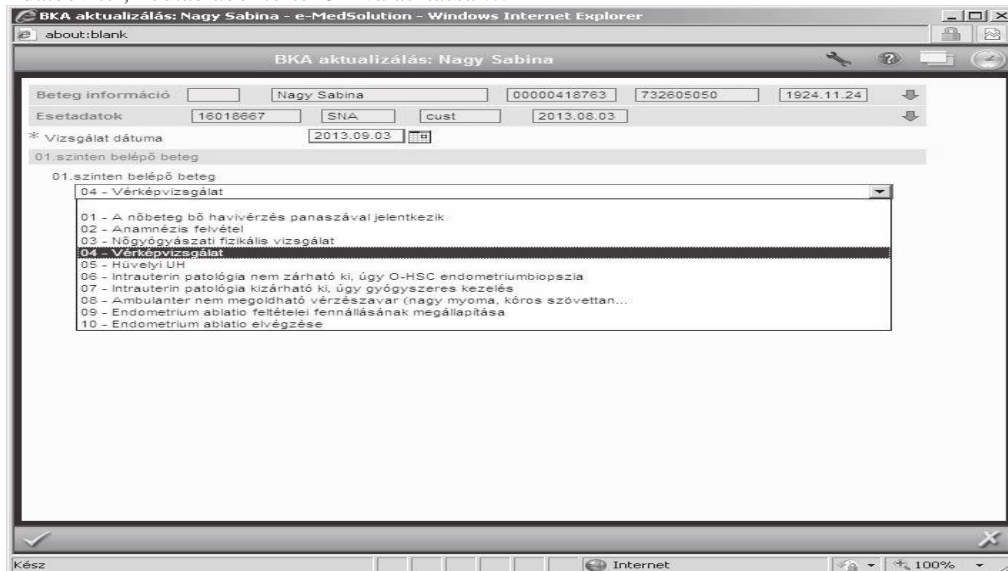 BKA aktualizálás: Nagy Sabina - e-MedSolution - Windows Internet Explorer
about:blank
BKA aktualizálás: Nagy Sabina
Beteg információ Nagy Sabina 00000418763 732605050 1924.11.24
Esetadatok 16018667 SNA cust 2013.08.03
* Vizsgálat dátuma 2013.09.03
01.szinten belépő beteg
01.szinten belépő beteg
04 - Vérképvizsgálat
01 - A nőbeteg bő havivérzés panaszával jelentkezik
02 - Anamnézis felvétel
03 - Nőgyógyászati fizikális vizsgálat
04 - Vérképvizsgálat
05 - Hüvelyi UH
06 - Intrauterin patológia nem zárható ki, úgy O-HSC endometriumbiopszia
07 - Intrauterin patológia kizárható ki, úgy gyógyszeres kezelés
08 - Ambulanter nem megoldható vérzészavar (nagy myoma, kóros szövettan...
09 - Endometrium ablatio feltételei fennállásának megállapítása
10 - Endometrium ablatio elvégzése
Kész Internet 100%